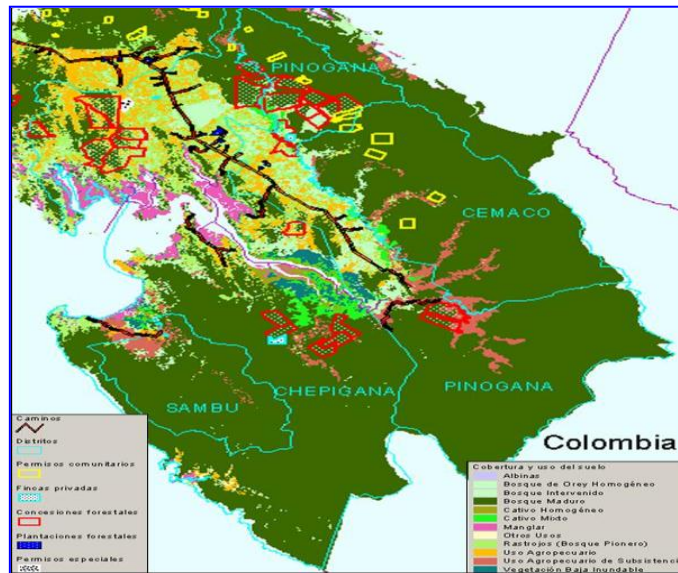 PINOGANA
CEMACO
CHEPIGANA
PINOGANA
SAMBU
Colombia
Caminos
Distritos
Permisos comunitarios
Fincas privadas
Concesiones forestales
Plantaciones forestales
Permisos especiales
Cobertura y uso del suelo
Albinas
Bosque de Orey Homogéneo
Bosque Intervenido
Bosque Maduro
Cativo Homogéneo
Cativo Mixto
Manglar
Otros Usos
Rastrojos (Bosque Pionero)
Uso Agropecuario
Uso Agropecuario de Subsistenci
Vegetación Baja Inundable